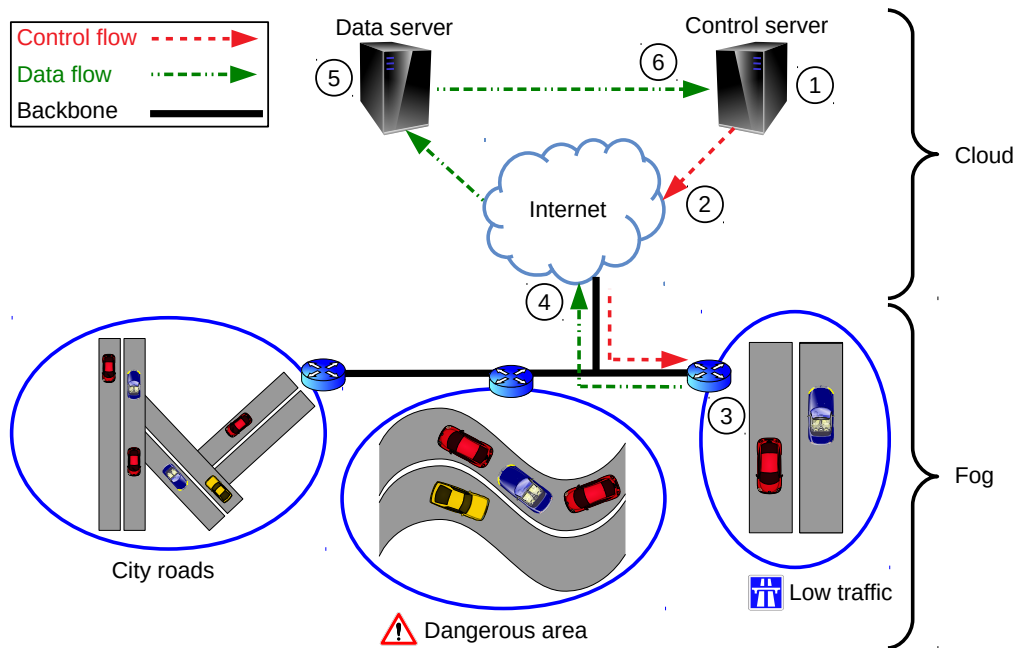 Control flow
Data flow
Backbone
Data server
Control server
5
6
1
Internet
2
Cloud
4
3
City roads
Dangerous area
Low traffic
Fog